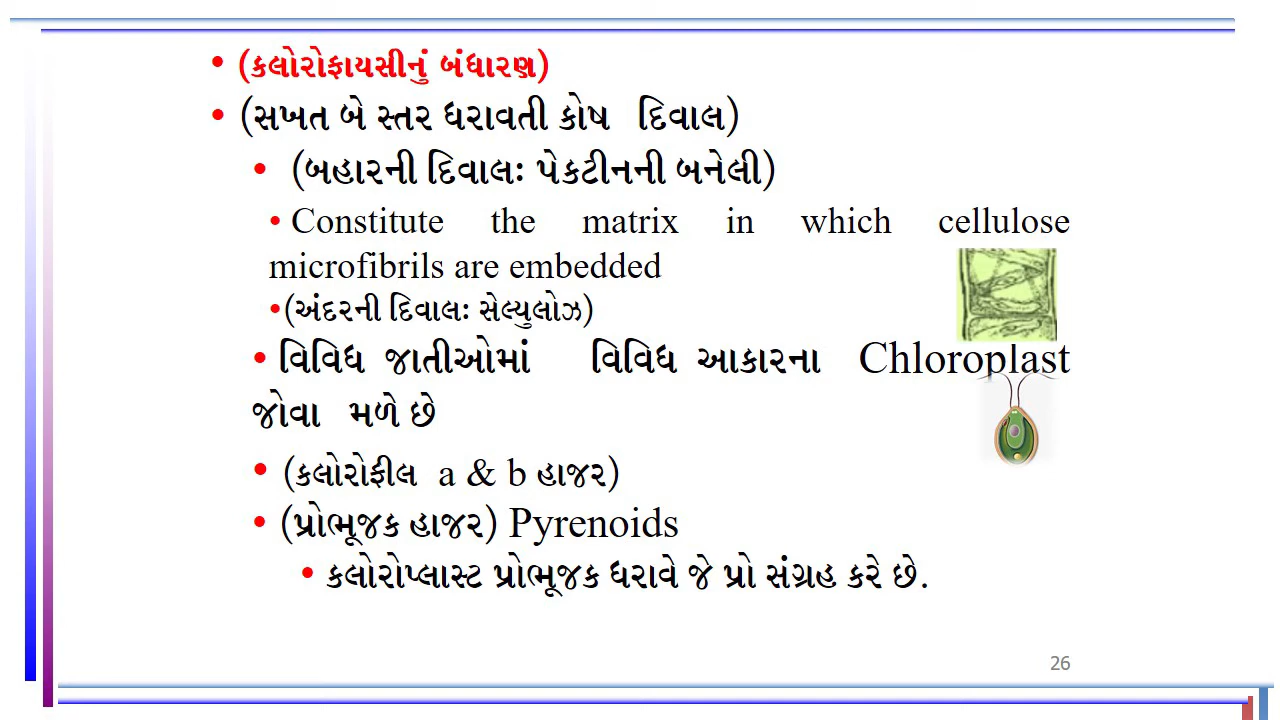 • (કલોરોફાયસીનું બંધારણ)
• (સખત બે સ્તર ધરાવતી કોષ દિવાલ)
• (બહારની દિવાલઃ પેકટીનની બનેલી)
• Constitute the matrix in which cellulose
microfibrils are embedded
•(અંદરની દિવાલઃ સેલ્યુલોઝ)
• વિવિધ જાતીઓમાં વિવિધ આકારના Chloroplast
જોવા મળે છે
• (કલોરોફીલ a & b હાજર)
• (પ્રોભૂજક હાજર) Pyrenoids
• કલોરોપ્લાસ્ટ પ્રોભૂજક ધરાવે જે પ્રો સંગ્રહ કરે છે.
26